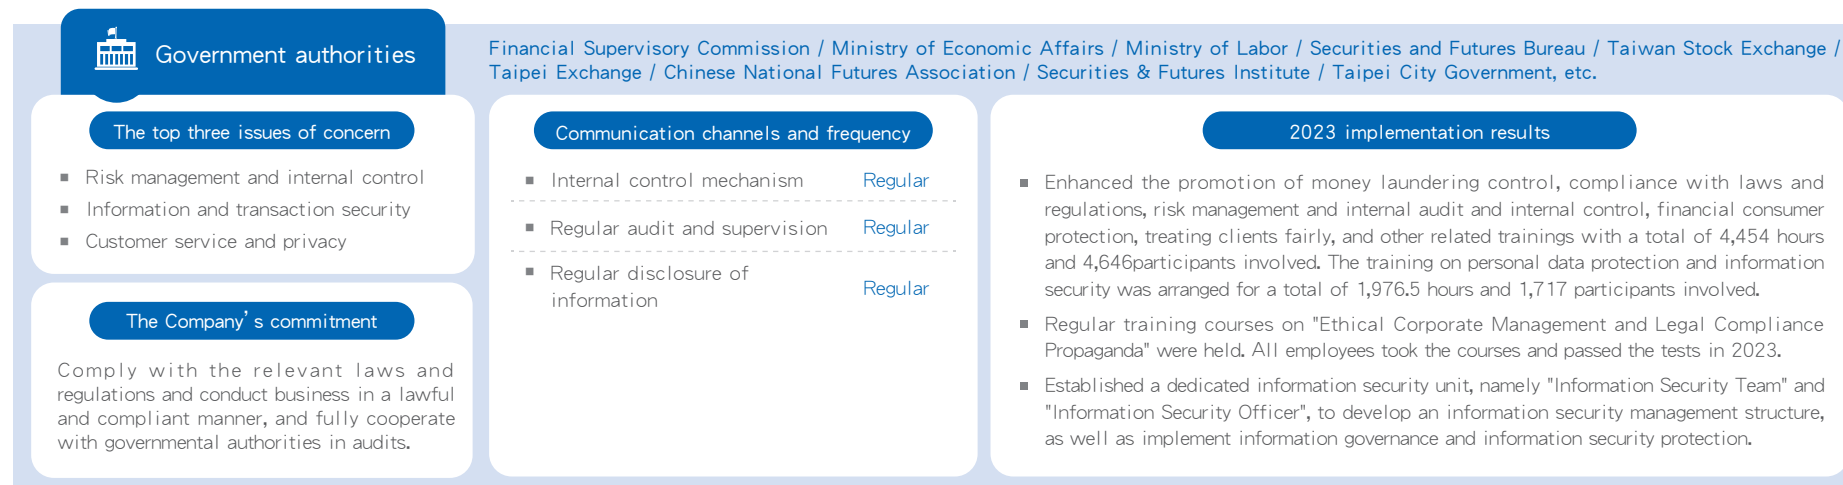 Government authorities
Financial Supervisory Commission / Ministry of Economic Affairs / Ministry of Labor / Securities and Futures Bureau / Taiwan Stock Exchange /
Taipei Exchange / Chinese National Futures Association / Securities & Futures Institute / Taipei City Government, etc.
The top three issues of concern
▪ Risk management and internal control
▪ Information and transaction security
▪ Customer service and privacy
The Company's commitment
Comply with the relevant laws and
regulations and conduct business in a lawful
and compliant manner, and fully cooperate
with governmental authorities in audits.
Communication channels and frequency
▪ Internal control mechanism Regular
▪ Regular audit and supervision Regular
▪ Regular disclosure of
information Regular
2023 implementation results
▪ Enhanced the promotion of money laundering control, compliance with laws and
regulations, risk management and internal audit and internal control, financial consumer
protection, treating clients fairly, and other related trainings with a total of 4,454 hours
and 4,646participants involved. The training on personal data protection and information
security was arranged for a total of 1,976.5 hours and 1,717 participants involved.
▪ Regular training courses on "Ethical Corporate Management and Legal Compliance
Propaganda" were held. All employees took the courses and passed the tests in 2023.
▪ Established a dedicated information security unit, namely "Information Security Team" and
"Information Security Officer", to develop an information security management structure,
as well as implement information governance and information security protection.